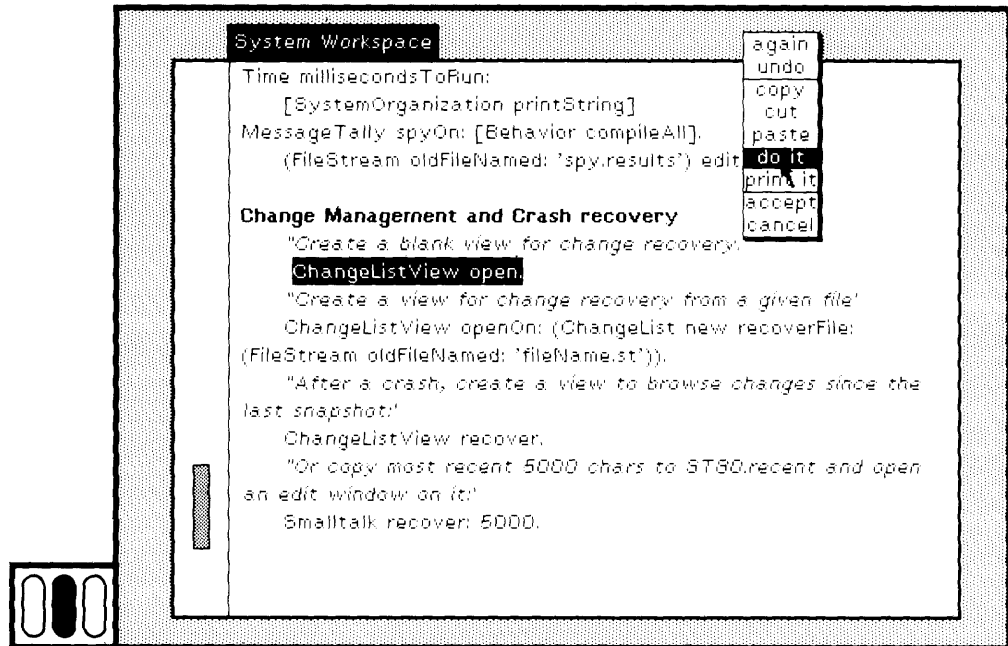 System Workspace
Time millisecondsToRun:
[SystemOrganization printString]
MessageTally spyOn: [Behavior compileAll].
(FileStream oldFileNamed: 'spy.results') edit
Change Management and Crash recovery
"Create a blank view for change recovery:
ChangeListView open.
"Create a view for change recovery from a given file"
ChangeListView openOn: (ChangeList new recoverFile:
(FileStream oldFileNamed: 'fileName.st')).
"After a crash, create a view to browse changes since the
last snapshot:"
ChangeListView recover.
"Or copy most recent 5000 chars to ST80.recent and open
an edit window on it:"
Smalltalk recover: 5000.
again
undo
copy
cut
paste
do it
print it
accept
cancel